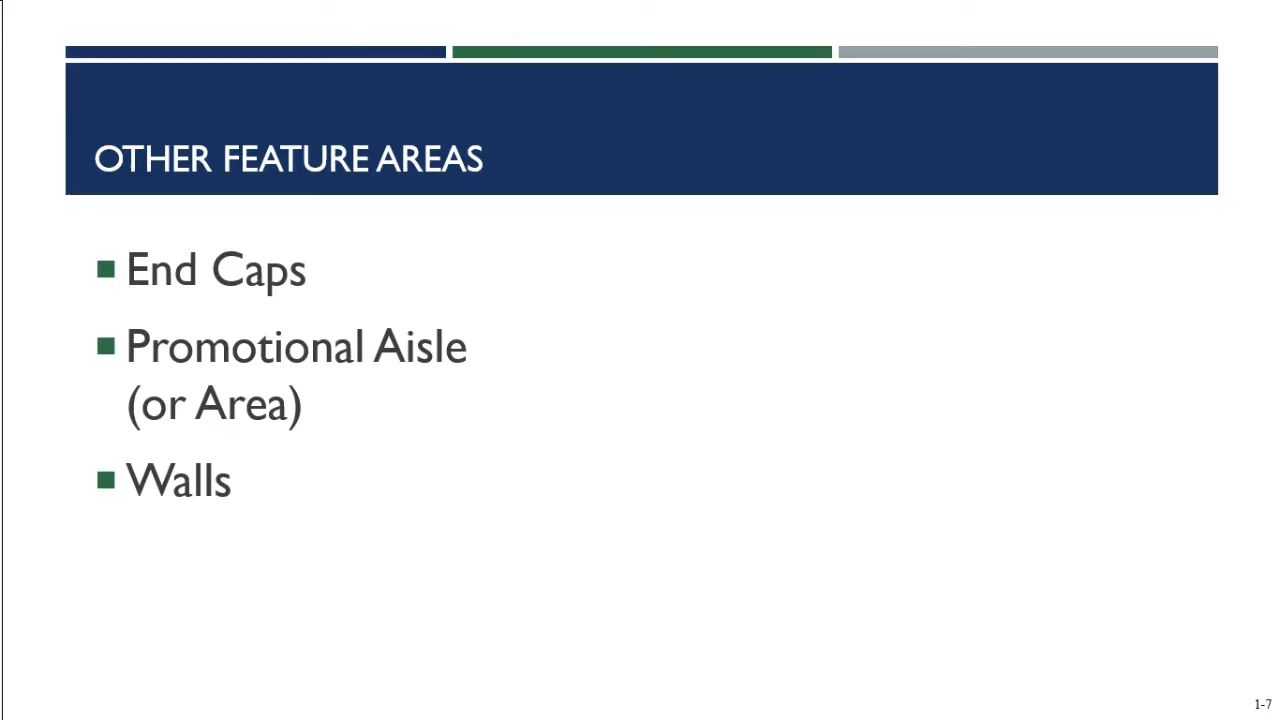 OTHER FEATURE AREAS
End Caps
Promotional Aisle
(or Area)
Walls
1-7